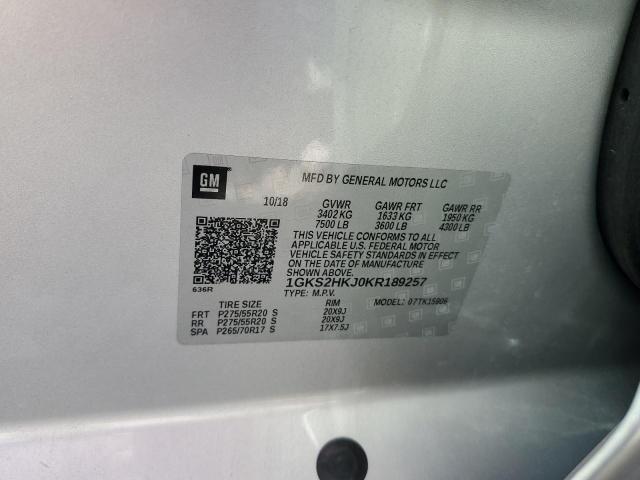 GM
MFD BY GENERAL MOTORS LLC
10/18 GVWR GAWR FRT GAWR RR
3402 KG 1633 KG 1950 KG
7500 LB 3600 LB 4300 LB
THIS VEHICLE CONFORMS TO ALL
APPLICABLE U.S. FEDERAL MOTOR
VEHICLE SAFETY STANDARDS IN EFFECT
ON THE DATE OF MANUFACTURE
SHOWN ABOVE.
1GKS2HKJ0KR189257
636R
TYPE: M.P.V. MODEL: 07TK15906
TIRE SIZE RIM
FRT P275/55R20 S 20X9J
RR P275/55R20 S 20X9J
SPA P265/70R17 S 17X7.5J